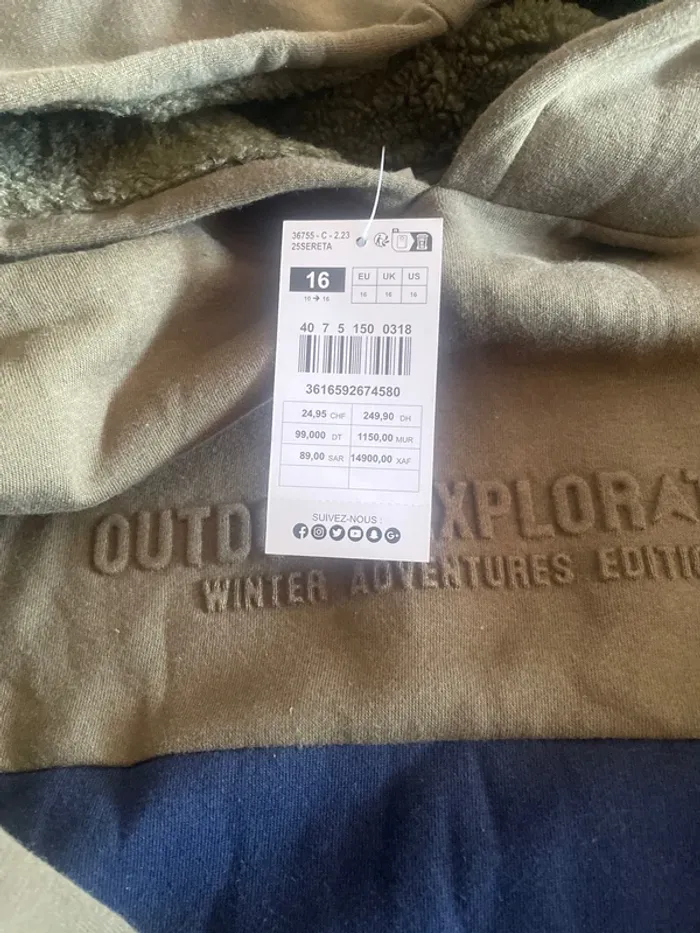 36755 - C - 2.23
25SERETA
16
EU UK US
16 → 16
16 16 16
40 7 5 150 0318
3616592674580
24,95 CHF 249,90 DH
99,000 DT 1150,00 MUR
89,00 SAR 14900,00 XAF
SUIVEZ-NOUS :
WINTER ADVENTURES